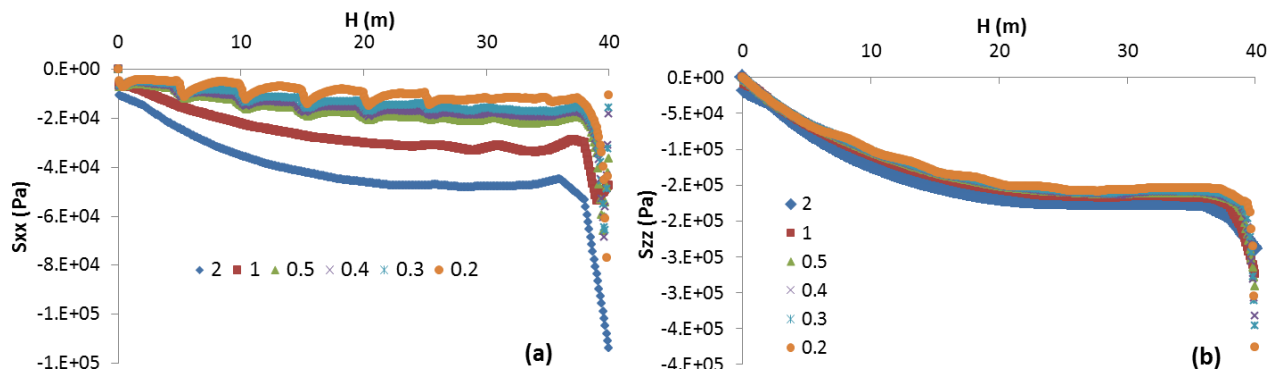 H (m)
0 10 20 30 40
0.E+00
-2.E+04
-4.E+04
-6.E+04
-8.E+04
-1.E+05
-1.E+05
Sxx (Pa)
2 1 0.5 0.4 0.3 0.2
(a)
H (m)
0 10 20 30 40
0.E+00
-5.E+04
-1.E+05
-2.E+05
-2.E+05
-3.E+05
-3.E+05
-4.E+05
-4.E+05
Szz (Pa)
2
1
0.5
0.4
0.3
0.2
(b)